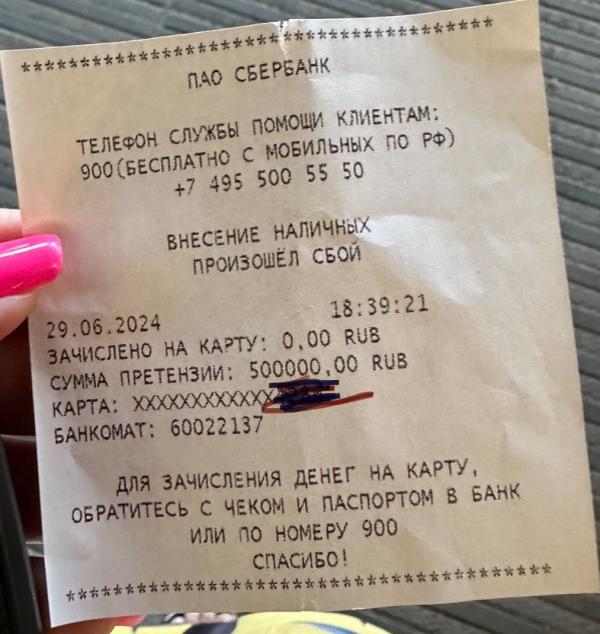 ****************************************
ПАО СБЕРБАНК
ТЕЛЕФОН СЛУЖБЫ ПОМОЩИ КЛИЕНТАМ:
900(БЕСПЛАТНО С МОБИЛЬНЫХ ПО РФ)
+7 495 500 55 50
ВНЕСЕНИЕ НАЛИЧНЫХ
ПРОИЗОШЁЛ СБОЙ
29.06.2024 18:39:21
ЗАЧИСЛЕНО НА КАРТУ: 0,00 RUB
СУММА ПРЕТЕНЗИИ: 500000,00 RUB
КАРТА: XXXXXXXXXXXX
БАНКОМАТ: 60022137
ДЛЯ ЗАЧИСЛЕНИЯ ДЕНЕГ НА КАРТУ,
ОБРАТИТЕСЬ С ЧЕКОМ И ПАСПОРТОМ В БАНК
ИЛИ ПО НОМЕРУ 900
СПАСИБО!
****************************************